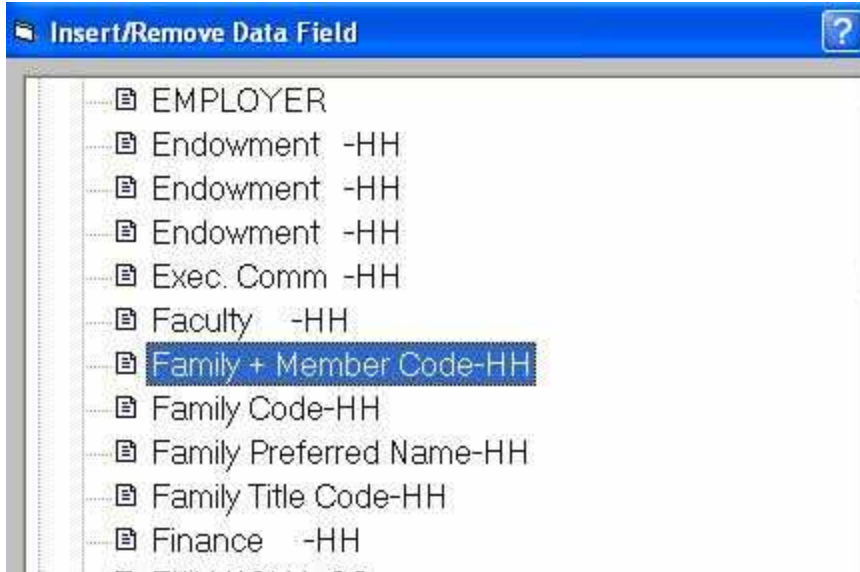 Insert/Remove Data Field
?
EMPLOYER
Endowment -HH
Endowment -HH
Endowment -HH
Exec. Comm -HH
Faculty -HH
Family + Member Code-HH
Family Code-HH
Family Preferred Name-HH
Family Title Code-HH
Finance -HH